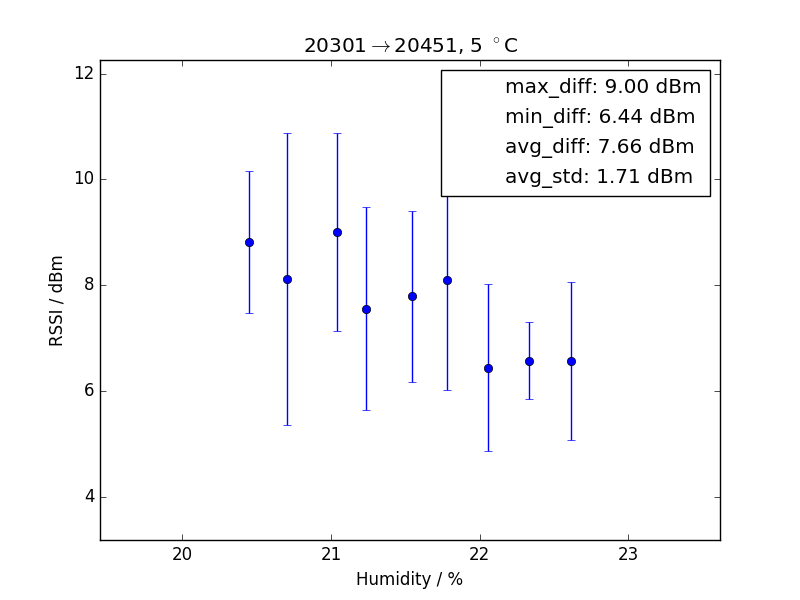 20301→20451, 5 °C
max_diff: 9.00 dBm
min_diff: 6.44 dBm
avg_diff: 7.66 dBm
avg_std: 1.71 dBm
RSSI / dBm
12
10
8
6
4
20 21 22 23
Humidity / %